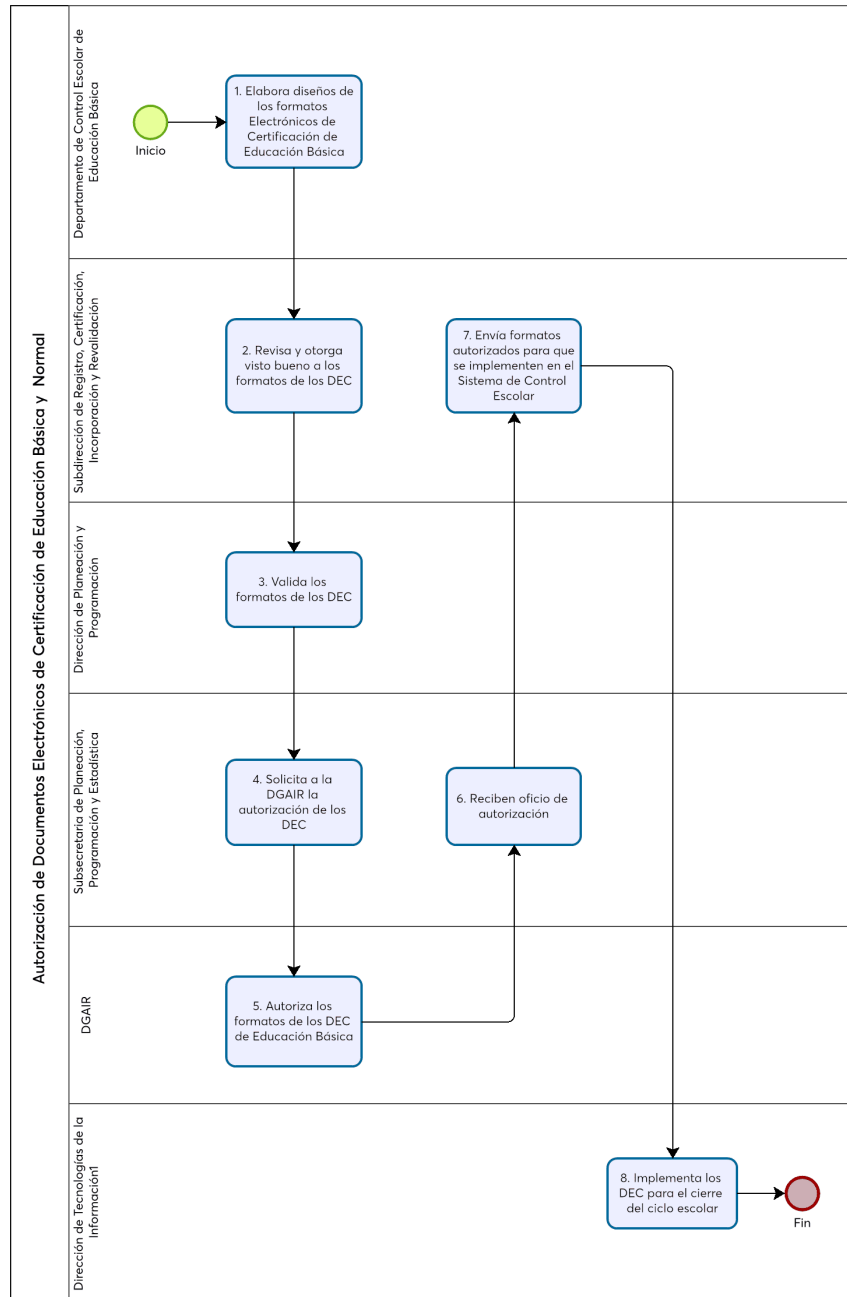 Autorización de Documentos Electrónicos de Certificación de Educación Básica y  Normal
Departamento de Control Escolar de
Educación Básica
Inicio
1. Elabora diseños de
los formatos
Electrónicos de
Certificación de
Educación Básica
Subdirección de Registro, Certificación,
Incorporación y Revalidación
2. Revisa y otorga
visto bueno a los
formatos de los DEC
7. Envía formatos
autorizados para que
se implementen en el
Sistema de Control
Escolar
Dirección de Planeación y
Programación
3. Valida los
formatos de los DEC
Subsecretaria de Planeación,
Programación y Estadística
4. Solicita a la
DGAIR la
autorización de los
DEC
6. Reciben oficio de
autorización
DGAIR
5. Autoriza los
formatos de los DEC
de Educación Básica
Dirección de Tecnologías de la
Información1
8. Implementa los
DEC para el cierre
del ciclo escolar
Fin